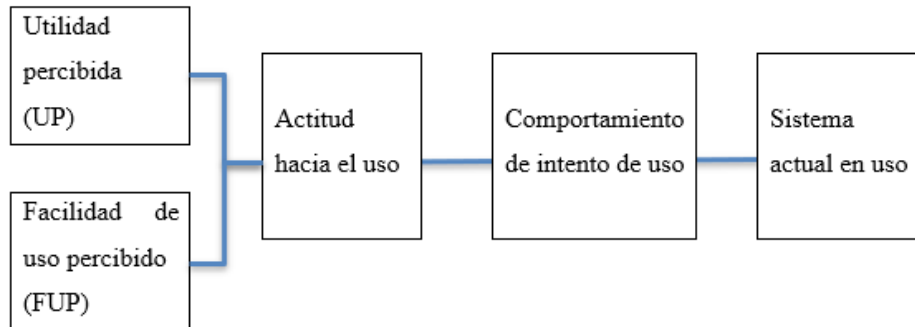 Utilidad
percibida
(UP)
Facilidad de
uso percibido
(FUP)
Actitud
hacia el uso
Comportamiento
de intento de uso
Sistema
actual en uso